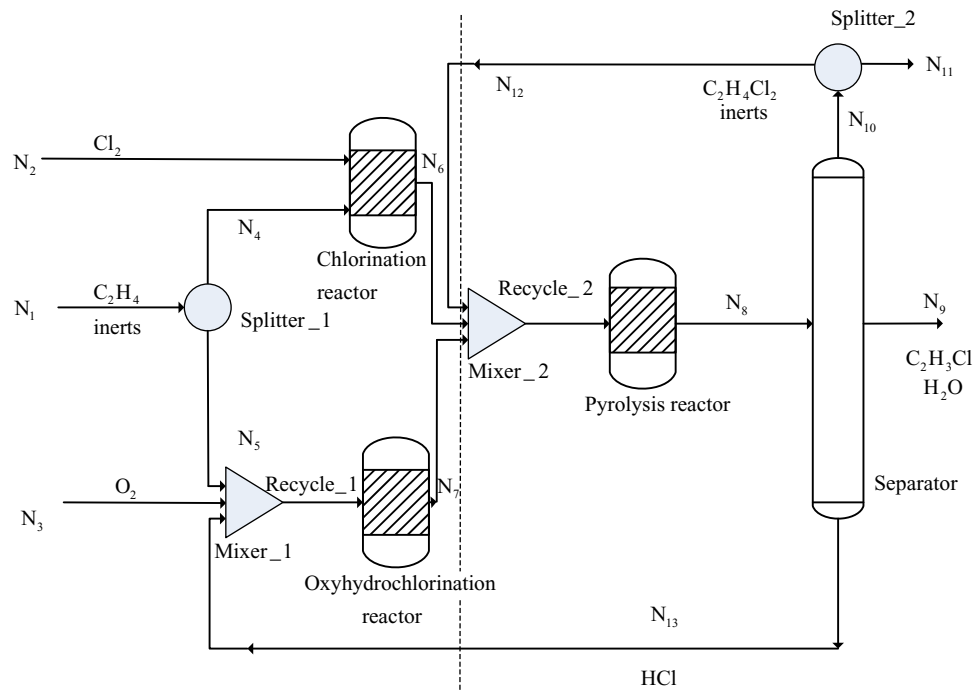 Splitter_2
N₁₁
N₁₂
C₂H₄Cl₂
inerts
N₁₀
Cl₂
N₂
N₆
N₄
Chlorination
reactor
C₂H₄
N₁
inerts
Splitter_1
Recycle_2
Mixer_2
N₈
N₉
C₂H₃Cl
H₂O
Pyrolysis reactor
N₅
O₂
Recycle_1
N₇
N₃
Mixer_1
Separator
Oxyhydrochlorination
reactor
N₁₃
HCl